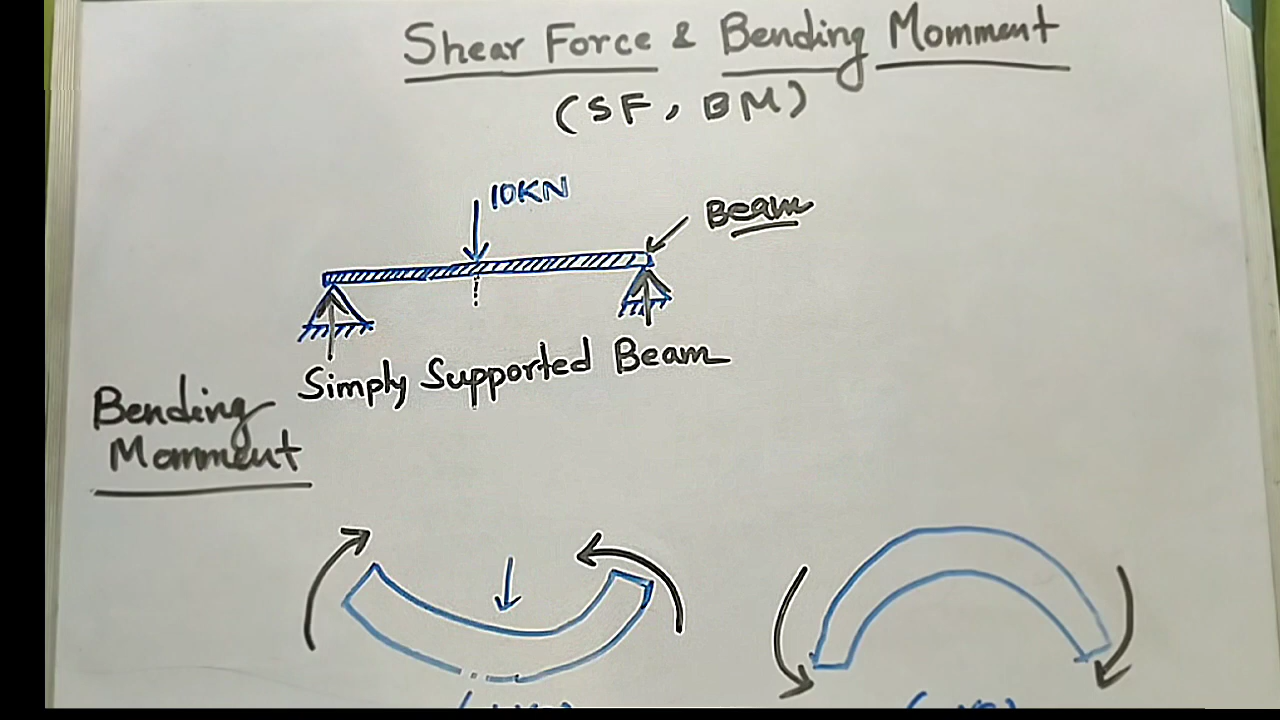 Shear Force & Bending Momment
(SF, BM)
10KN
Beam
Simply Supported Beam
Bending
Momment